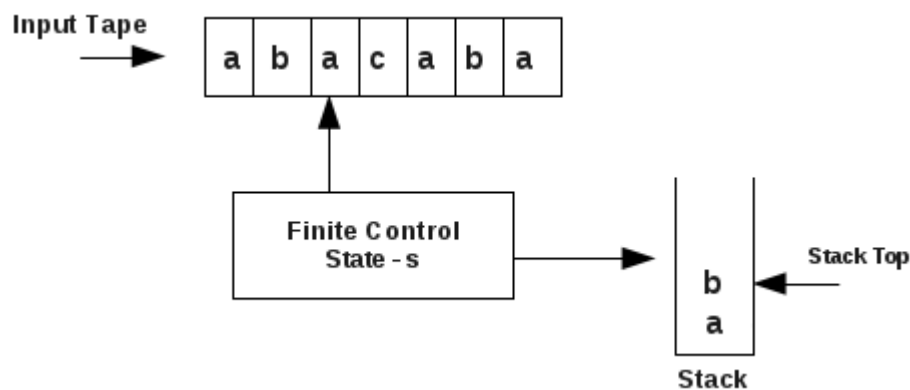 Input Tape
a b a c a b a
Finite Control
State - s
Stack Top
b
a
Stack